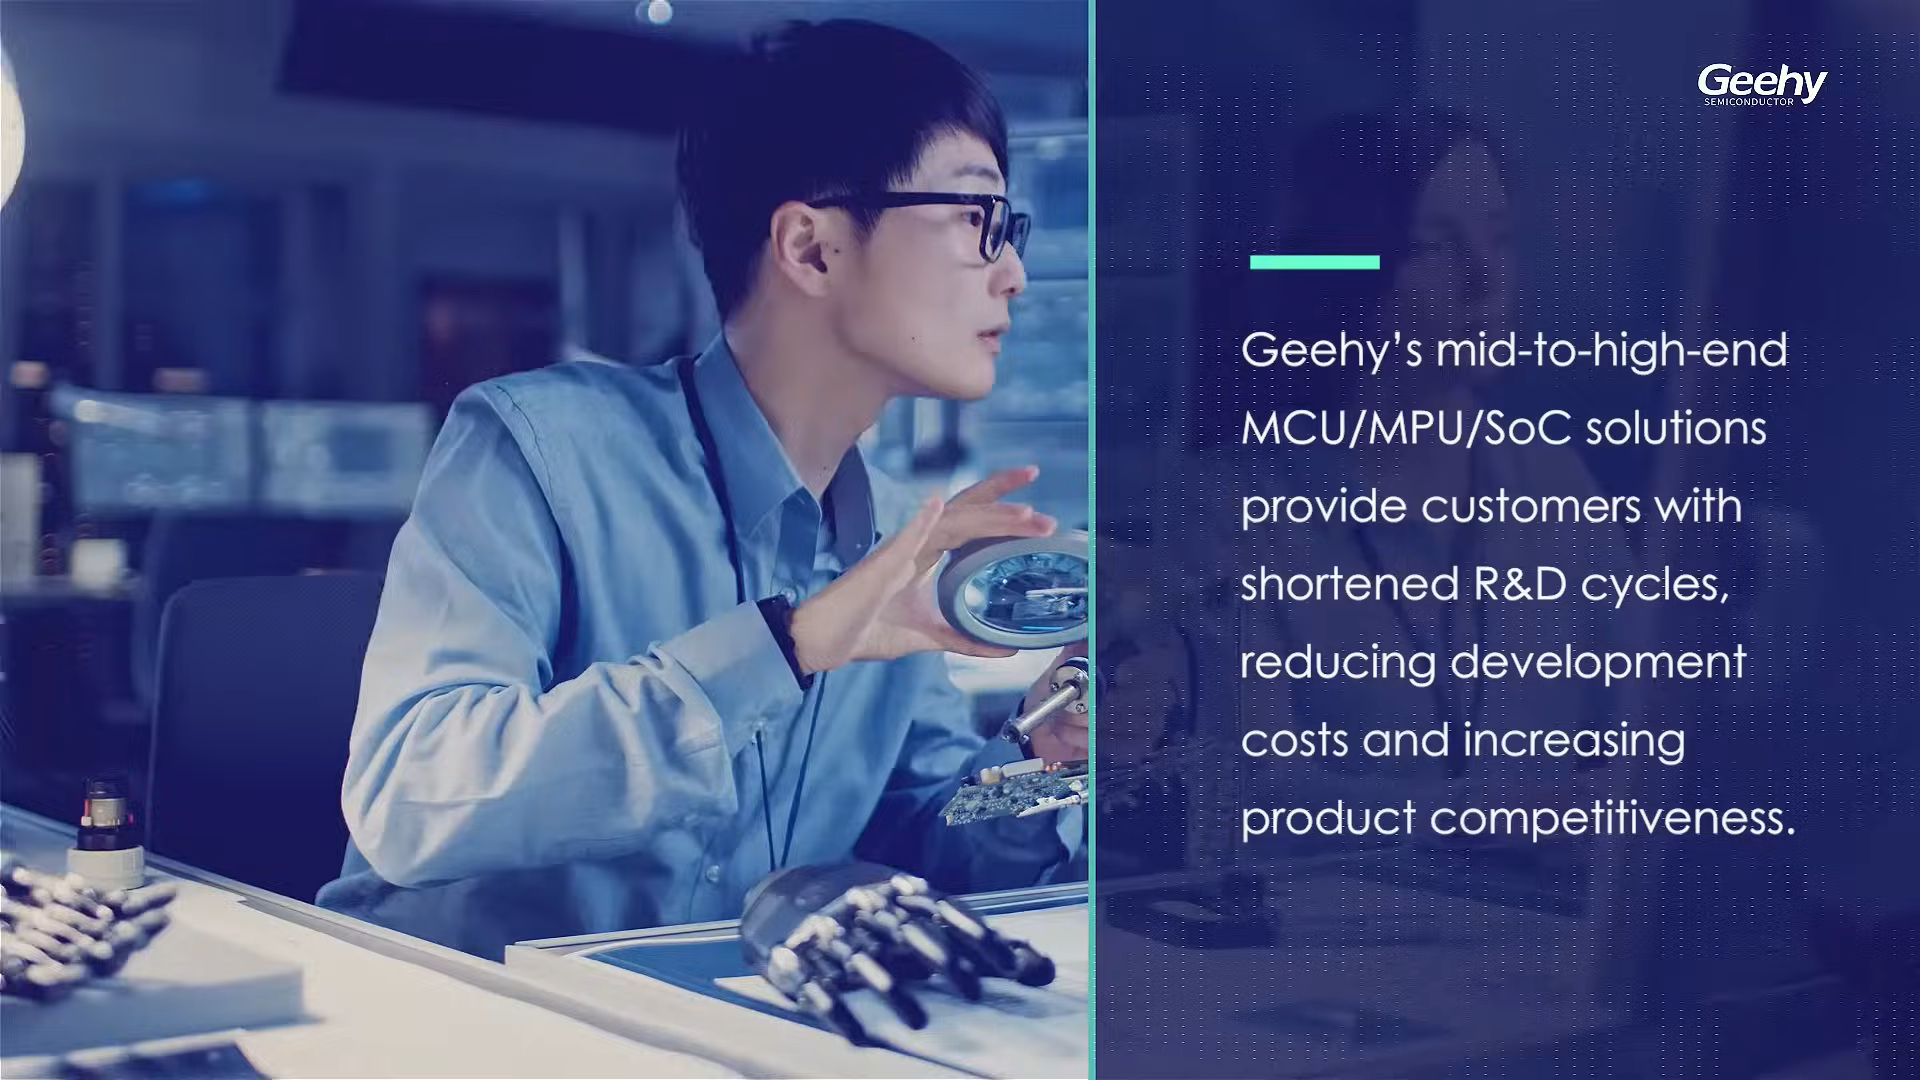 Geehy
SEMICONDUCTOR
Geehy’s mid-to-high-end
MCU/MPU/SoC solutions
provide customers with
shortened R&D cycles,
reducing development
costs and increasing
product competitiveness.